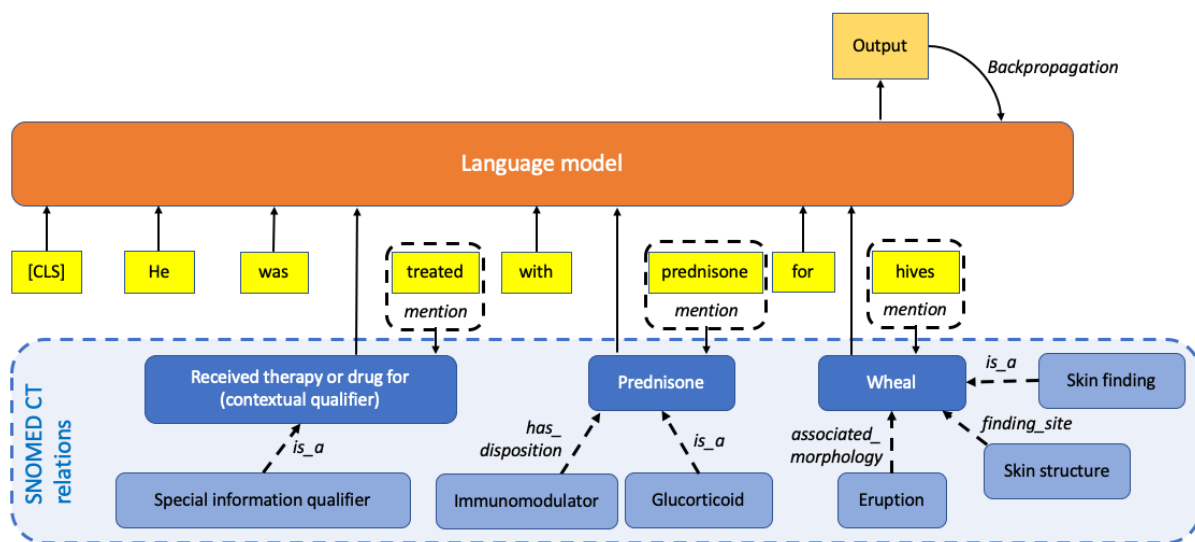 Output
Backpropagation
Language model
[CLS]
He
was
treated
with
prednisone
for
hives
mention
mention
mention
SNOMED CT
relations
Received therapy or drug for
(contextual qualifier)
Prednisone
Wheal
is_a
Skin finding
is_a
has_
disposition
is_a
associated_
morphology
finding_site
Special information qualifier
Immunomodulator
Glucorticoid
Eruption
Skin structure